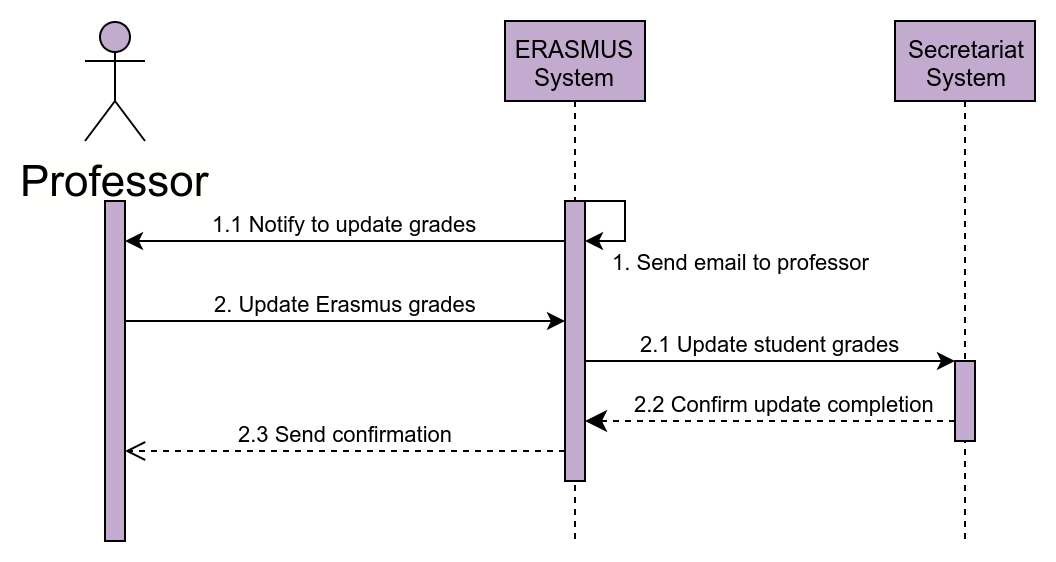 ERASMUS
System
Secretariat
System
Professor
1.1 Notify to update grades
1. Send email to professor
2. Update Erasmus grades
2.1 Update student grades
2.2 Confirm update completion
2.3 Send confirmation